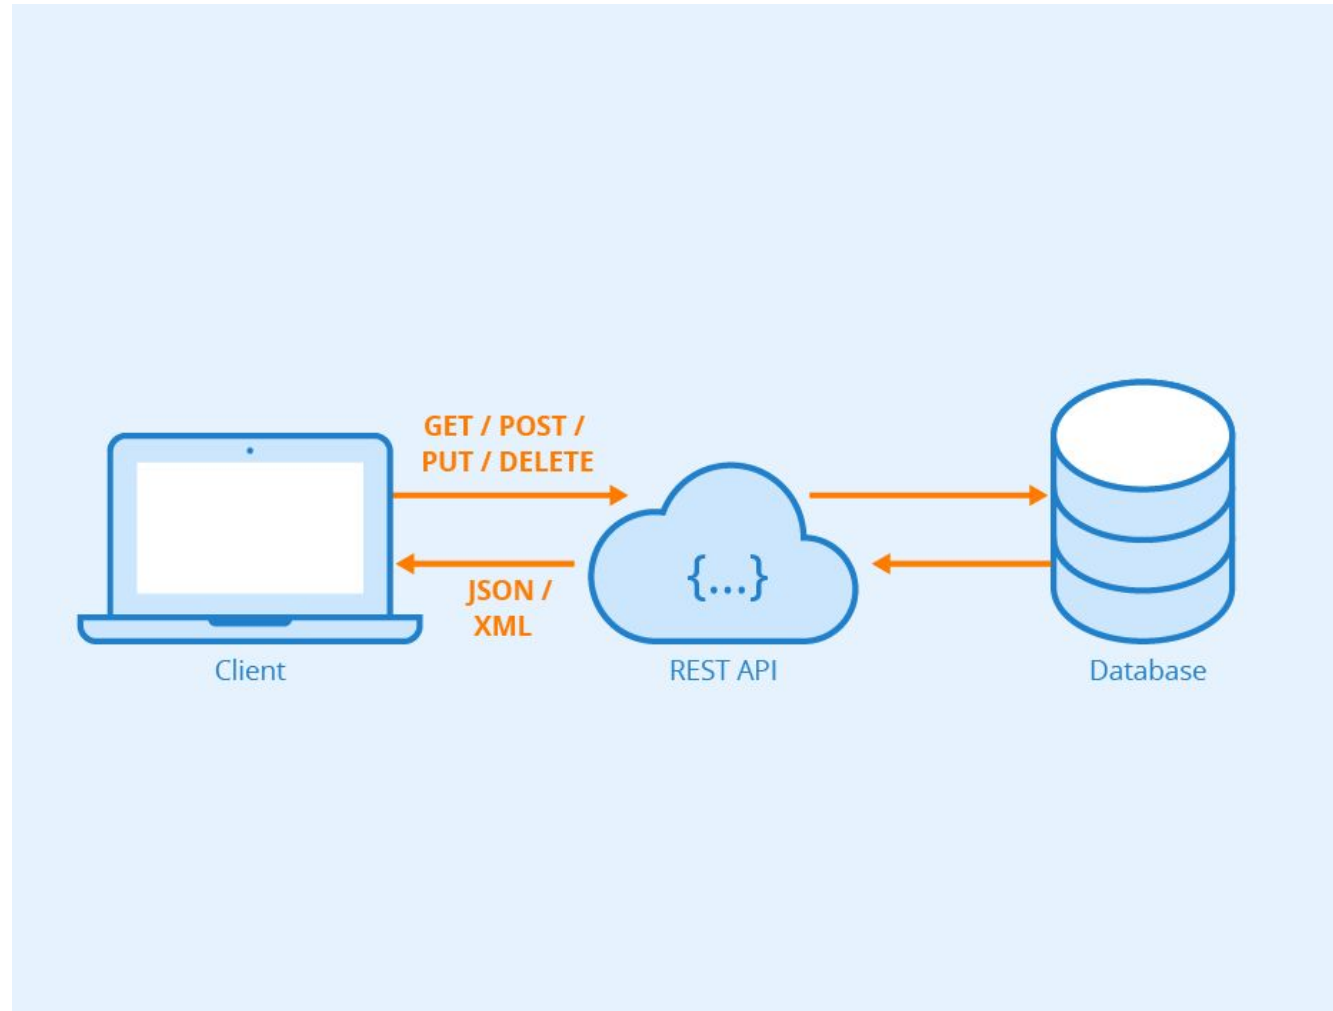 GET / POST /
PUT / DELETE
JSON /
XML
{...}
Client
REST API
Database